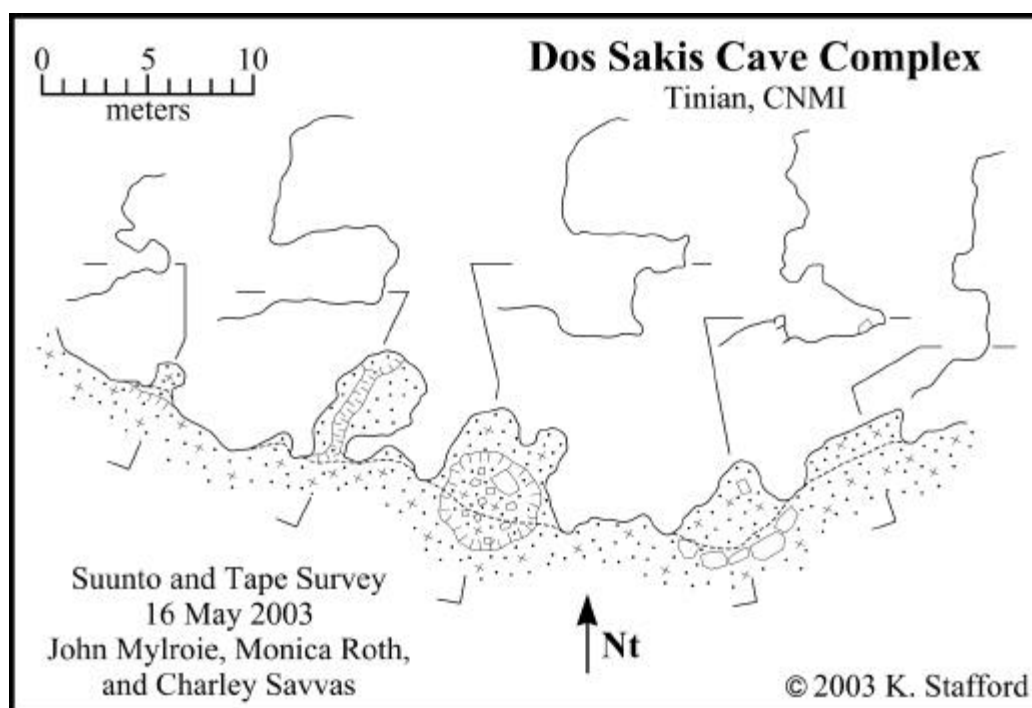 0 5 10
meters
Dos Sakis Cave Complex
Tinian, CNMI
Suunto and Tape Survey
16 May 2003
John Mylroie, Monica Roth,
and Charley Savvas
Nt
© 2003 K. Stafford